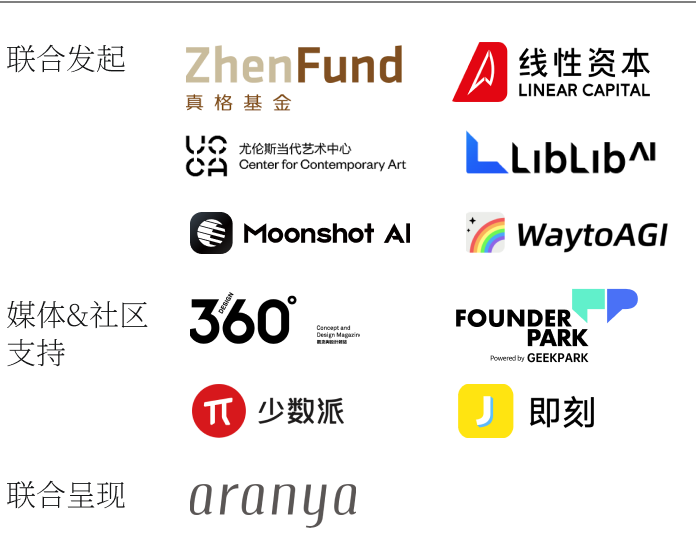 联合发起
ZhenFund
真格基金
线性资本
LINEAR CAPITAL
UCCA
尤伦斯当代艺术中心
Center for Contemporary Art
LIbLIb AI
Moonshot AI
WaytoAGI
媒体&社区
支持
DESIGN
360°
Concept and
Design Magazine
FOUNDER
PARK
Powered by GEEKPARK
少数派
即刻
联合呈现
aranya